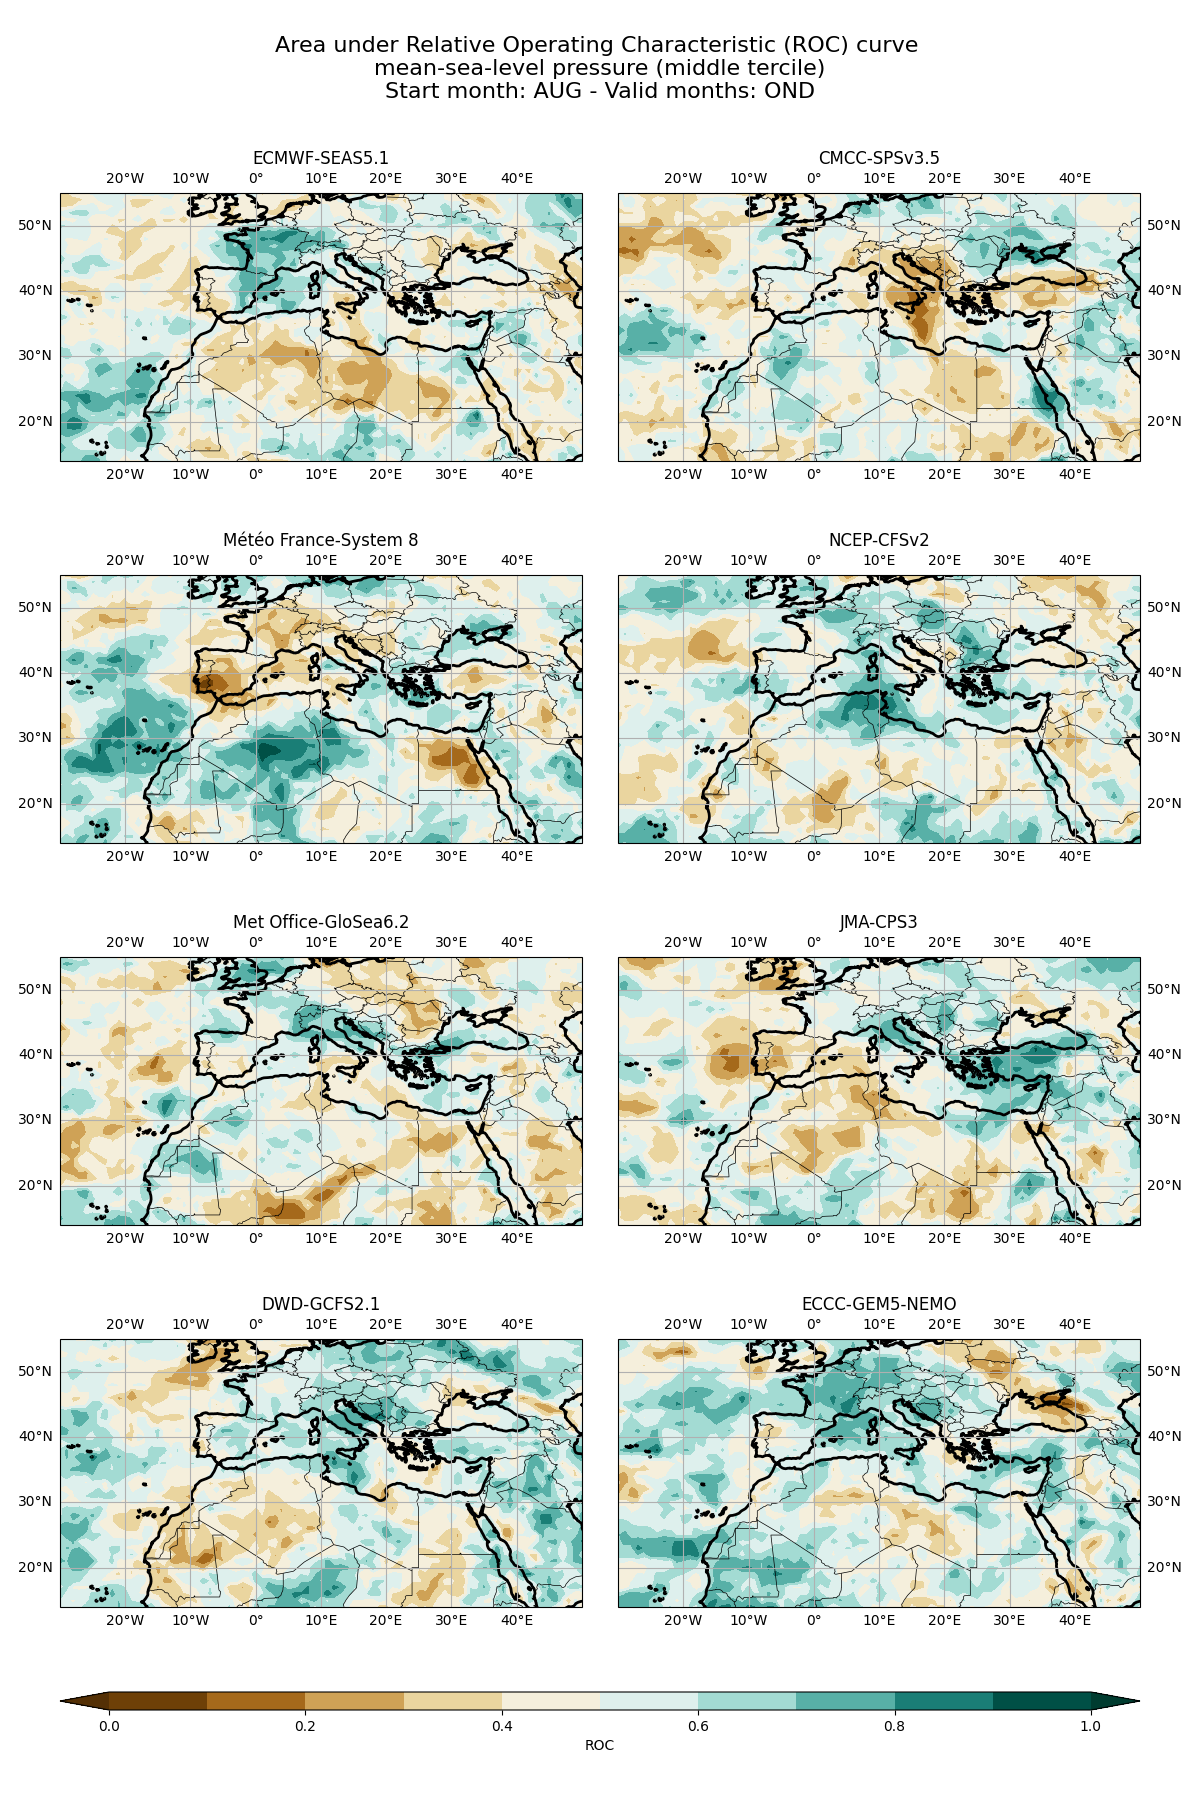 Area under Relative Operating Characteristic (ROC) curve
mean-sea-level pressure (middle tercile)
Start month: AUG - Valid months: OND
ECMWF-SEAS5.1
CMCC-SPSv3.5
20°W 10°W 0° 10°E 20°E 30°E 40°E
20°W 10°W 0° 10°E 20°E 30°E 40°E
50°N
50°N
40°N
40°N
30°N
30°N
20°N
20°N
20°W 10°W 0° 10°E 20°E 30°E 40°E
20°W 10°W 0° 10°E 20°E 30°E 40°E
Météo France-System 8
NCEP-CFSv2
20°W 10°W 0° 10°E 20°E 30°E 40°E
20°W 10°W 0° 10°E 20°E 30°E 40°E
50°N
50°N
40°N
40°N
30°N
30°N
20°N
20°N
20°W 10°W 0° 10°E 20°E 30°E 40°E
20°W 10°W 0° 10°E 20°E 30°E 40°E
Met Office-GloSea6.2
JMA-CPS3
20°W 10°W 0° 10°E 20°E 30°E 40°E
20°W 10°W 0° 10°E 20°E 30°E 40°E
50°N
50°N
40°N
40°N
30°N
30°N
20°N
20°N
20°W 10°W 0° 10°E 20°E 30°E 40°E
20°W 10°W 0° 10°E 20°E 30°E 40°E
DWD-GCFS2.1
ECCC-GEM5-NEMO
20°W 10°W 0° 10°E 20°E 30°E 40°E
20°W 10°W 0° 10°E 20°E 30°E 40°E
50°N
50°N
40°N
40°N
30°N
30°N
20°N
20°N
20°W 10°W 0° 10°E 20°E 30°E 40°E
20°W 10°W 0° 10°E 20°E 30°E 40°E
0.0 0.2 0.4 0.6 0.8 1.0
ROC